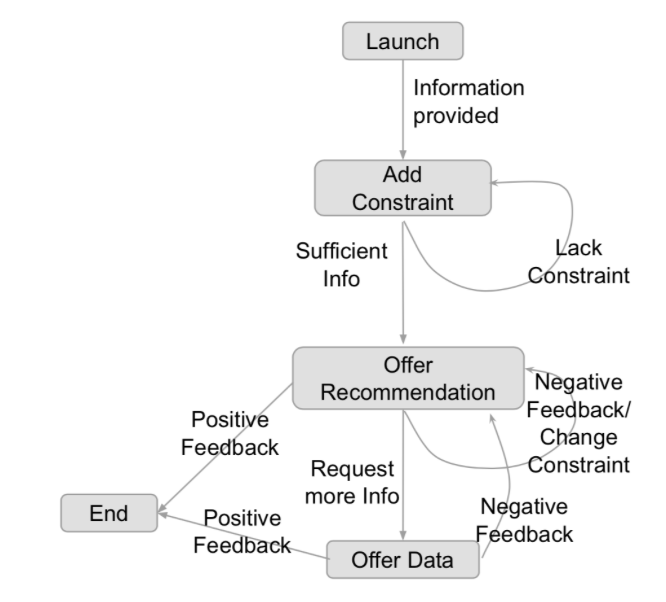 Launch
Information
provided
Add
Constraint
Sufficient
Info
Lack
Constraint
Offer
Recommendation
Negative
Feedback/
Change
Constraint
Positive
Feedback
Request
more Info
Negative
Feedback
End
Positive
Feedback
Offer Data